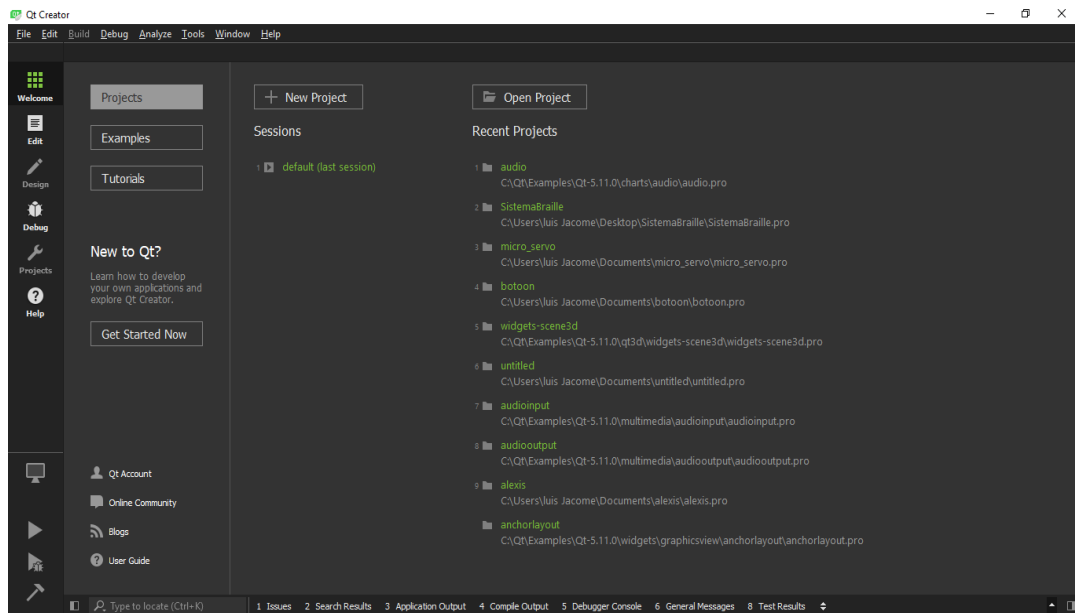 Qt Creator
File Edit Build Debug Analyze Tools Window Help
Welcome
Edit
Design
Debug
Projects
Help
Projects
Examples
Tutorials
New to Qt?
Learn how to develop
your own applications and
explore Qt Creator.
Get Started Now
Qt Account
Online Community
Blogs
User Guide
New Project
Sessions
1 default (last session)
Open Project
Recent Projects
1 audio
C:\Qt\Examples\Qt-5.11.0\charts\audio\audio.pro
2 SistemaBraille
C:\Users\luis Jacome\Desktop\SistemaBraille\SistemaBraille.pro
3 micro_servo
C:\Users\luis Jacome\Documents\micro_servo\micro_servo.pro
4 botoon
C:\Users\luis Jacome\Documents\botoon\botoon.pro
5 widgets-scene3d
C:\Qt\Examples\Qt-5.11.0\qt3d\widgets-scene3d\widgets-scene3d.pro
6 untitled
C:\Users\luis Jacome\Documents\untitled\untitled.pro
7 audioinput
C:\Qt\Examples\Qt-5.11.0\multimedia\audioinput\audioinput.pro
8 audiooutput
C:\Qt\Examples\Qt-5.11.0\multimedia\audiooutput\audiooutput.pro
9 alexis
C:\Users\luis Jacome\Documents\alexis\alexis.pro
anchorlayout
C:\Qt\Examples\Qt-5.11.0\widgets\graphicsview\anchorlayout\anchorlayout.pro
Type to locate (Ctrl+K) 1 Issues 2 Search Results 3 Application Output 4 Compile Output 5 Debugger Console 6 General Messages 8 Test Results